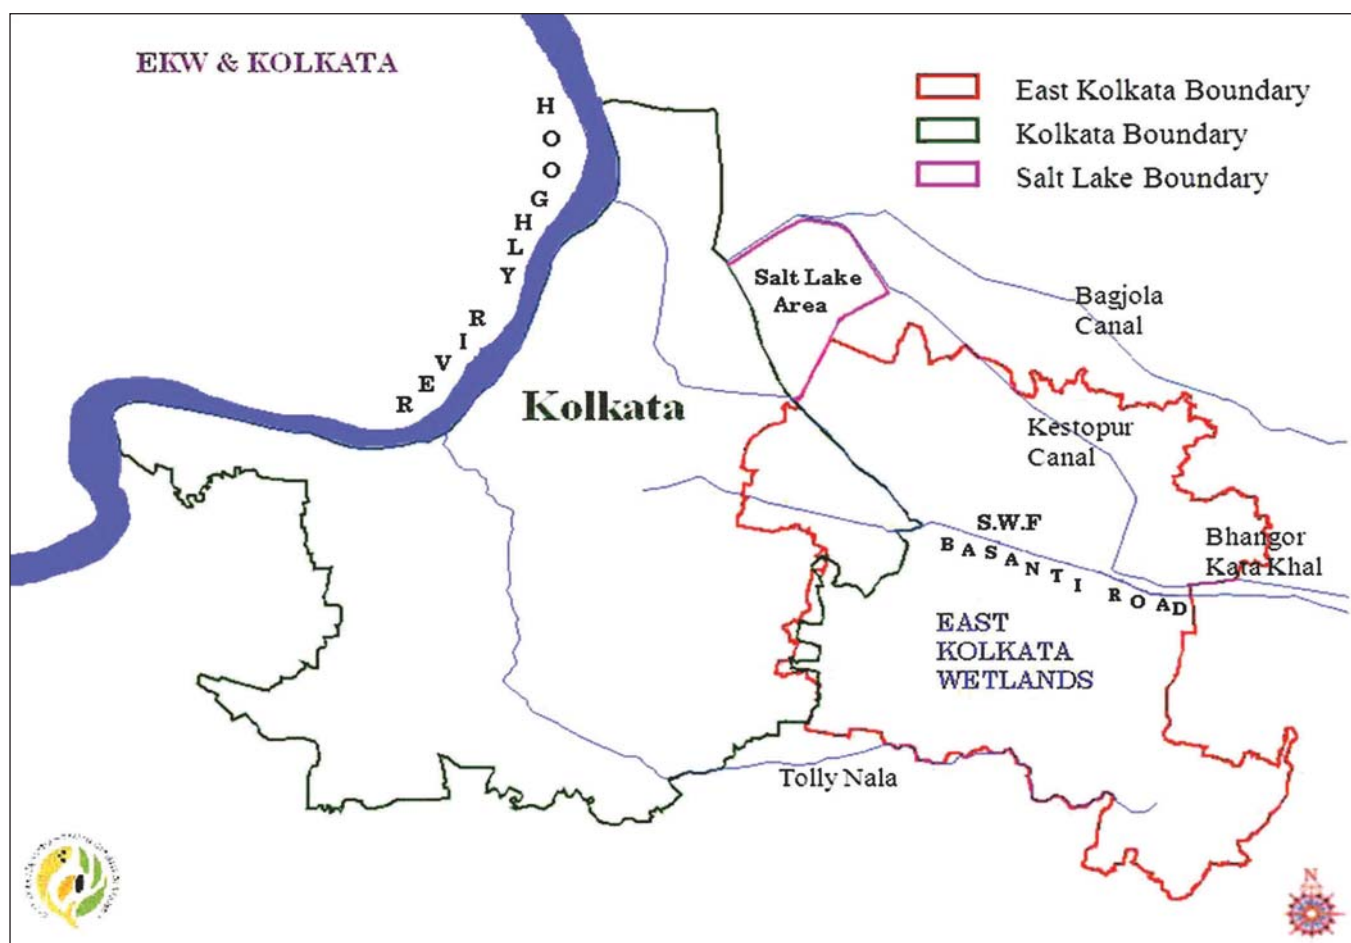 EKW & KOLKATA
HOOGHLY
RIVER
East Kolkata Boundary
Kolkata Boundary
Salt Lake Boundary
Salt Lake
Area
Bagjola
Canal
Kolkata
Kestopur
Canal
S.W.F
BASANTI ROAD
Bhangor
Kata Khal
EAST
KOLKATA
WETLANDS
Tolly Nala
N